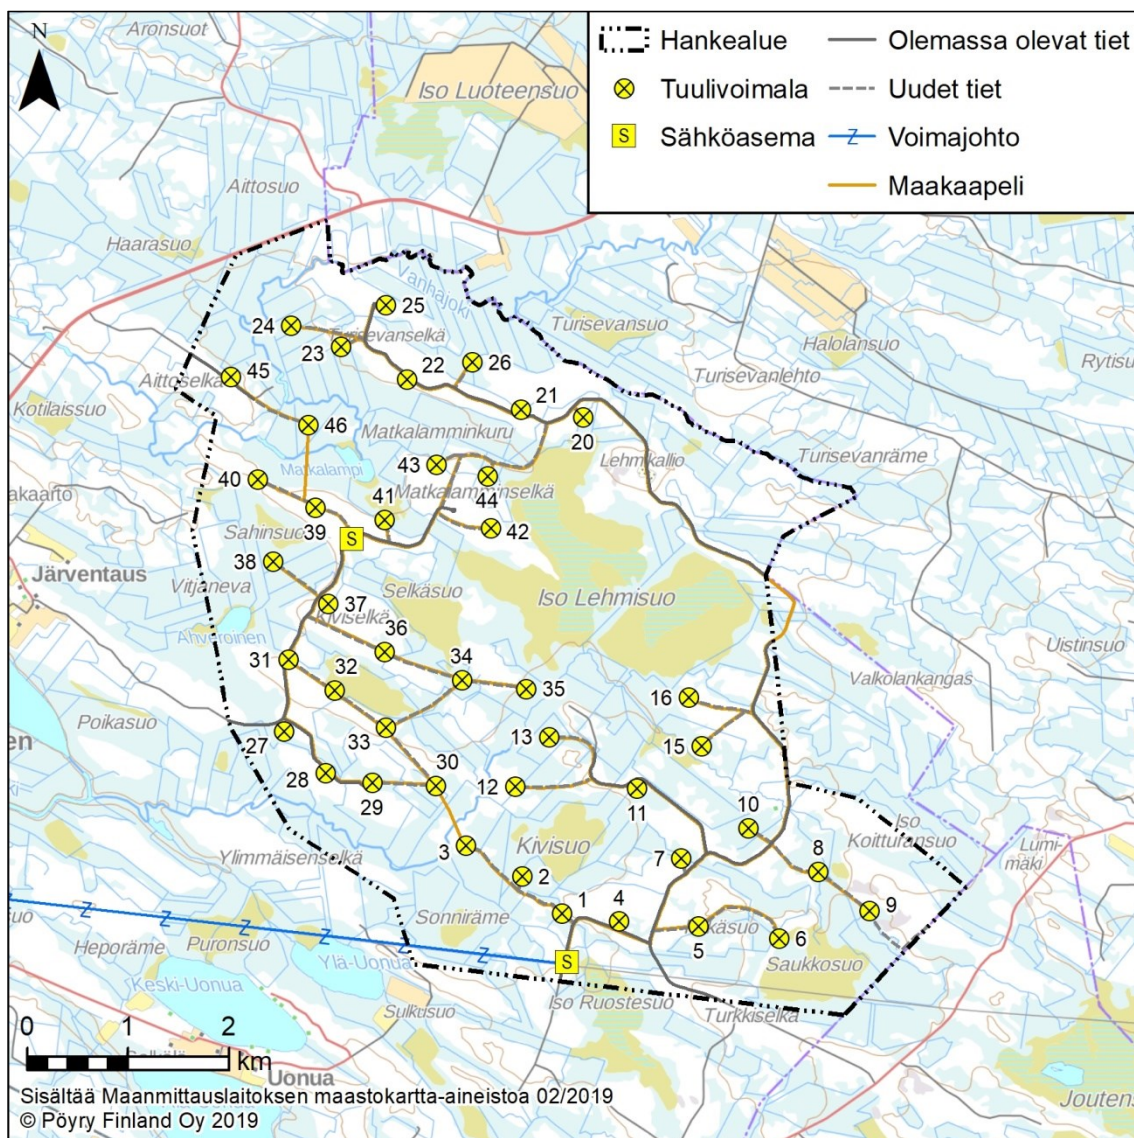 N
Aronsuot
Iso Luoteensuo
Hankealue
Olemassa olevat tiet
Tuulivoimala
Uudet tiet
S
Sähköasema
Z
Voimajohto
Maakaapeli
Aittosuo
Haarasuo
Vanhajoki
25
24
Turisevanselkä
Turisevansuo
23
Halolansuo
22
26
Rytisu
45
Aittoselkä
Turisevanlehto
Kotilaissuo
21
46
20
Matkalamminkuru
Turisevanräme
43
Lehmikallio
40
Matkalampi
akaarto
44
Matkalamminselkä
41
39
Sahinsuo
42
S
38
Järventaus
Vitjaneva
Selkäsuo
Iso Lehmisuo
37
Kiviselkä
Ahveroinen
36
Uistinsuo
31
32
34
Valkolankangas
35
16
Poikasuo
33
en
27
13
15
30
28
29
12
11
10
Iso
Koitturansuo
3
Kivisuo
7
8
Lumi-
mäki
Ylimmäisenselkä
2
1
4
9
suo
Z
Z
Z
Z
Z
Z
Sonniräme
5
6
Heporäme
Puronsuo
Ylä-Uonua
S
Saukkosuo
Keski-Uonua
Iso Ruostesuo
Sulkusuo
Turkkiselkä
0
1
2
km
Uonua
Joutens
Sisältää Maanmittauslaitoksen maastokartta-aineistoa 02/2019
© Pöyry Finland Oy 2019